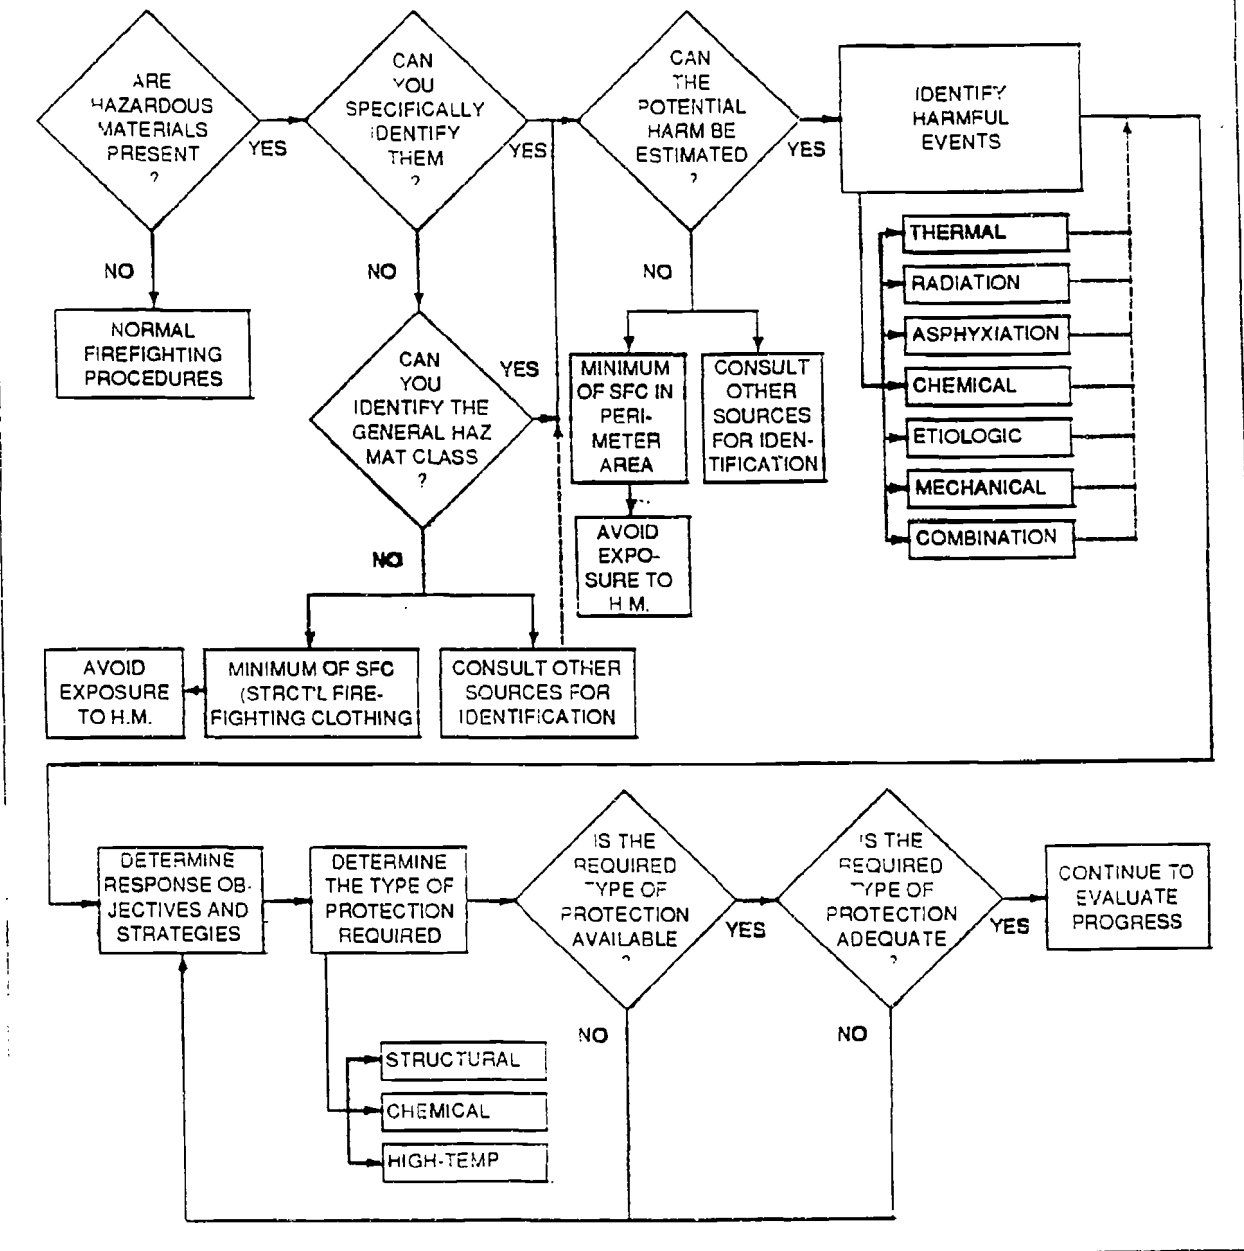 ARE
HAZARDOUS
MATERIALS
PRESENT
?
YES
NO
NORMAL
FIREFIGHTING
PROCEDURES
CAN
YOU
SPECIFICALLY
IDENTIFY
THEM
?
YES
NO
CAN
YOU
IDENTIFY THE
GENERAL HAZ
MAT CLASS
?
YES
NO
AVOID
EXPOSURE
TO H.M.
MINIMUM OF SFC
(STRCT'L FIRE-
FIGHTING CLOTHING
CONSULT OTHER
SOURCES FOR
IDENTIFICATION
CAN
THE
POTENTIAL
HARM BE
ESTIMATED
?
YES
NO
MINIMUM
OF SFC IN
PERI-
METER
AREA
CONSULT
OTHER
SOURCES
FOR IDEN-
TIFICATION
AVOID
EXPO-
SURE TO
H.M.
IDENTIFY
HARMFUL
EVENTS
THERMAL
RADIATION
ASPHYXIATION
CHEMICAL
ETIOLOGIC
MECHANICAL
COMBINATION
DETERMINE
RESPONSE OB-
JECTIVES AND
STRATEGIES
DETERMINE
THE TYPE OF
PROTECTION
REQUIRED
STRUCTURAL
CHEMICAL
HIGH-TEMP
IS THE
REQUIRED
TYPE OF
PROTECTION
AVAILABLE
?
YES
NO
IS THE
REQUIRED
TYPE OF
PROTECTION
ADEQUATE
?
YES
NO
CONTINUE TO
EVALUATE
PROGRESS